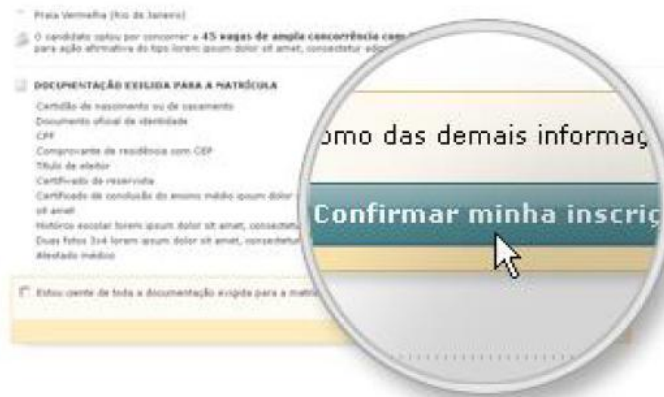 Praia Vermelha (Rio de Janeiro)
O candidato optou por concorrer a 45 vagas de ampla concorrência com
para ação afirmativa do tipo lorem ipsum dolor sit amet, consectetur
DOCUMENTAÇÃO EXIGIDA PARA A MATRÍCULA
Certidão de nascimento ou de casamento
Documento oficial de identidade
CPF
Comprovante de residência com CEP
Título de eleitor
Certificado de reservista
Certificado de conclusão do ensino médio ipsum dolor
sit amet
Histórico escolar lorem ipsum dolor sit amet, consectetur
Duas fotos 3x4 lorem ipsum dolor sit amet, consectetur
Atestado médico
Estou ciente de toda a documentação exigida para a
omo das demais informaç
Confirmar minha inscriç